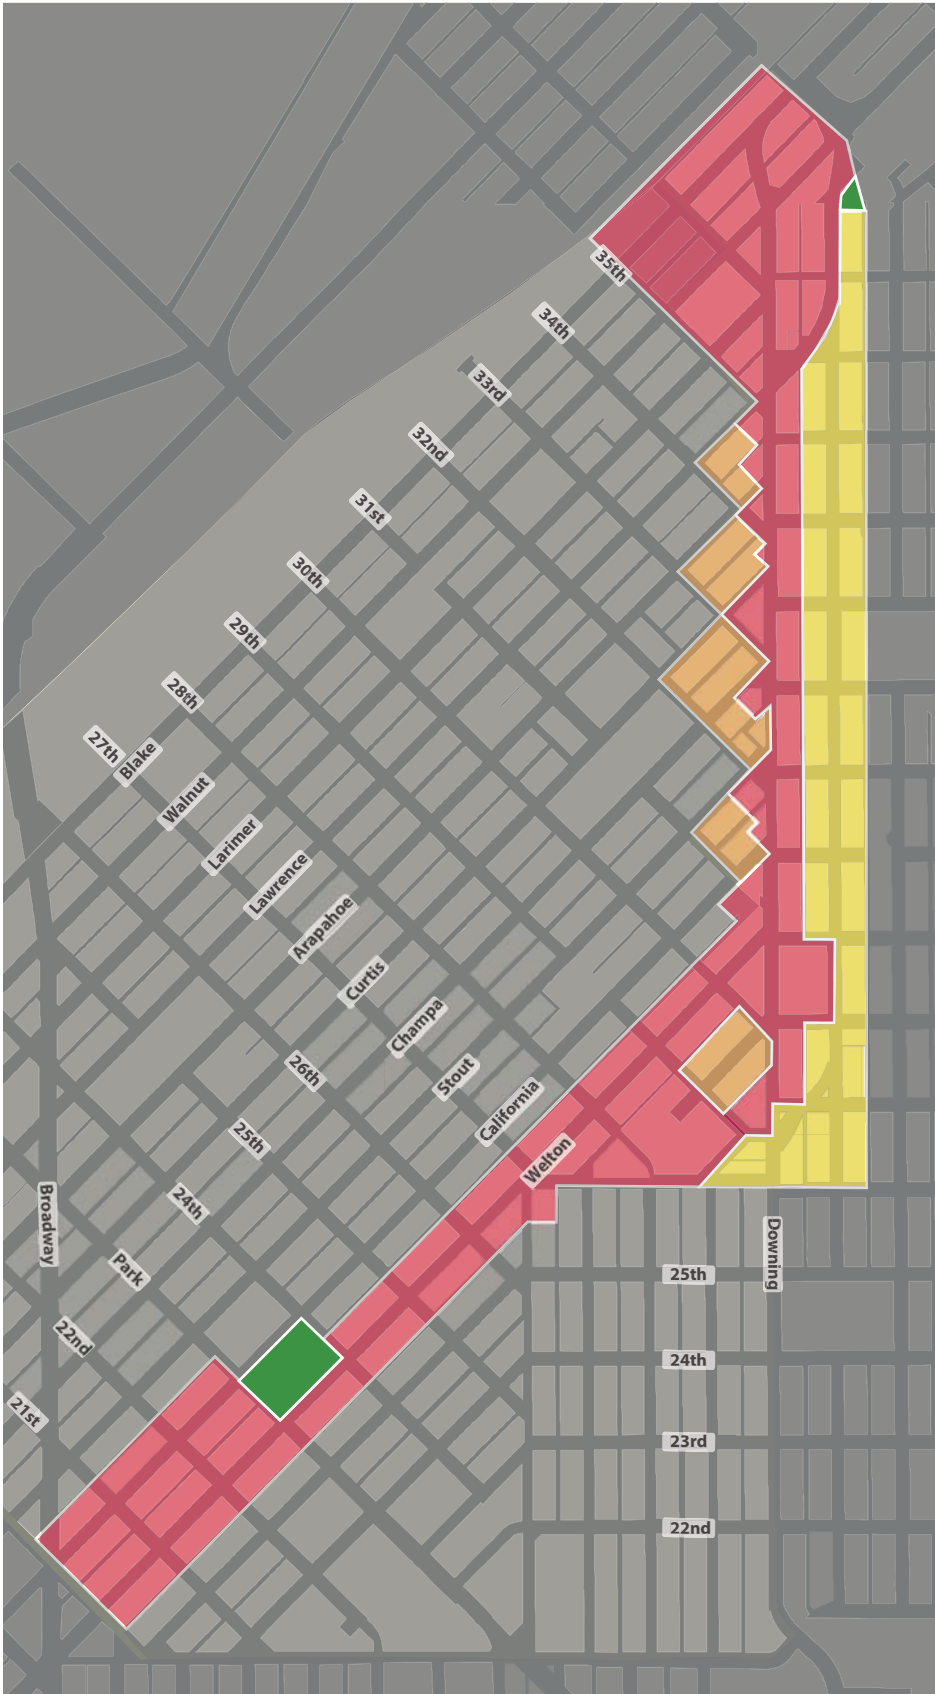 35th
34th
33rd
32nd
31st
30th
29th
28th
27th
Blake
Walnut
Larimer
Lawrence
Arapahoe
Curtis
Champa
Stout
California
Welton
26th
25th
24th
Park
22nd
21st
Broadway
Downing
25th
24th
23rd
22nd